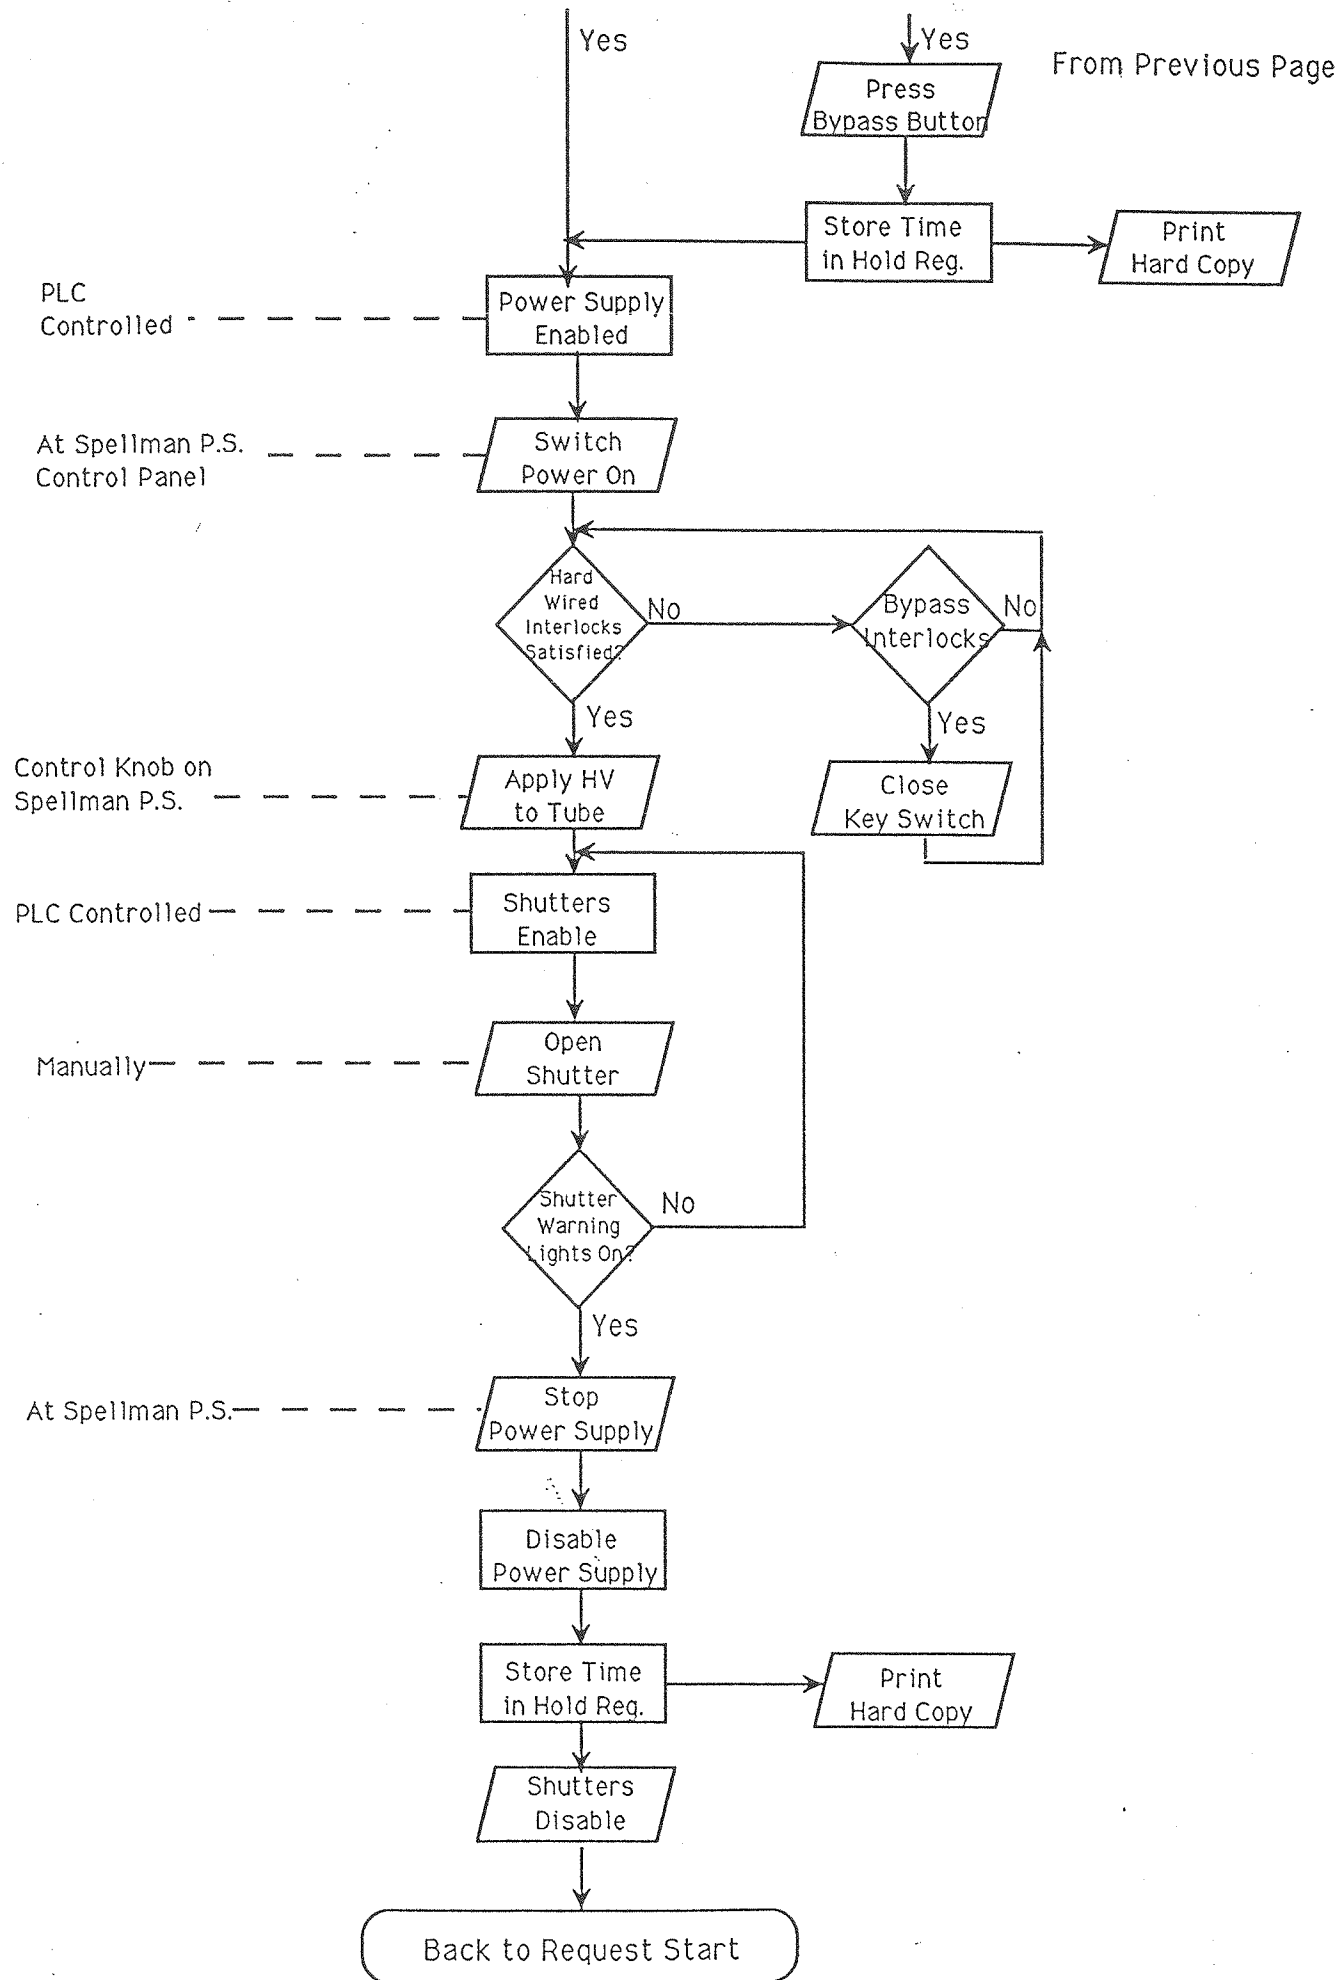 Yes
Yes
From Previous Page
Press
Bypass Button
Store Time
in Hold Reg.
Print
Hard Copy
PLC
Controlled
Power Supply
Enabled
At Spellman P.S.
Control Panel
Switch
Power On
Hard
Wired
Interlocks
Satisfied?
No
Bypass
Interlocks
No
Yes
Yes
Control Knob on
Spellman P.S.
Apply HV
to Tube
Close
Key Switch
PLC Controlled
Shutters
Enable
Manually
Open
Shutter
Shutter
Warning
Lights On?
No
Yes
At Spellman P.S.
Stop
Power Supply
Disable
Power Supply
Store Time
in Hold Reg.
Print
Hard Copy
Shutters
Disable
Back to Request Start